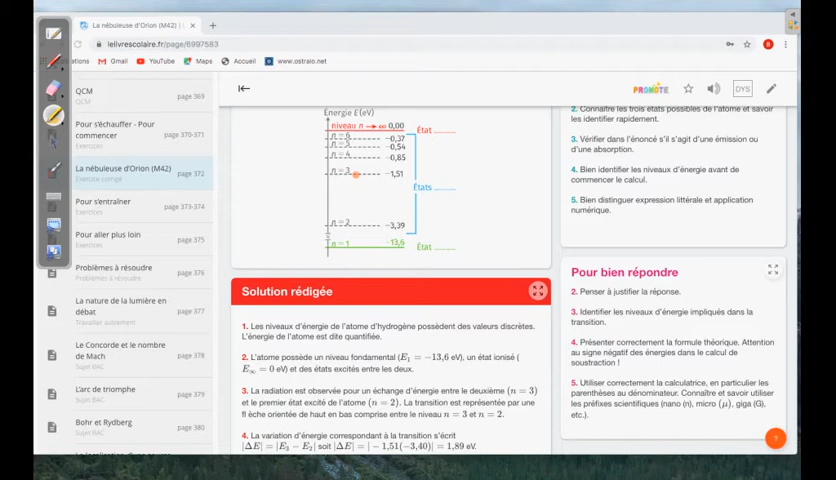 La nébuleuse d'Orion (M42)
lelivrescolaire.fr/page/6997583
Gmail
YouTube
Maps
Accueil
www.ostralo.net
QCM
page 369
QCM
Pour s'échauffer - Pour
commencer
page 370-371
Exercices
La nébuleuse d'Orion (M42)
page 372
Exercice corrigé
Pour s'entraîner
page 373-374
Exercices
Pour aller plus loin
page 375
Exercices
Problèmes à résoudre
page 376
Problèmes à résoudre
La nature de la lumière en
débat
page 377
Travailler autrement
Le Concorde et le nombre
de Mach
page 378
Sujet BAC
L'arc de triomphe
page 379
Sujet BAC
Bohr et Rydberg
page 380
Sujet BAC
PRONOTE
DYS
Énergie E (eV)
niveau n → ∞ 0,00
n = 6 -0,37
n = 5 -0,54
n = 4 -0,85
n = 3 -1,51
n = 2 -3,39
n = 1 -13,6
État
États
État
Solution rédigée
1. Les niveaux d'énergie de l'atome d'hydrogène possèdent des valeurs discrètes.
L'énergie de l'atome est dite quantifiée.
2. L'atome possède un niveau fondamental (E₁ = −13,6 eV), un état ionisé (
E∞ = 0 eV) et des états excités entre les deux.
3. La radiation est observée pour un échange d'énergie entre le deuxième (n = 3)
et le premier état excité de l'atome (n = 2). La transition est représentée par une
fl èche orientée de haut en bas comprise entre le niveau n = 3 et n = 2.
4. La variation d'énergie correspondant à la transition s'écrit
|ΔE| = |E₃ − E₂| soit |ΔE| = | − 1,51(−3,40)| = 1,89 eV.
2. Connaître les trois états possibles de l'atome et savoir
les identifier rapidement.
3. Vérifier dans l'énoncé s'il s'agit d'une émission ou
d'une absorption.
4. Bien identifier les niveaux d'énergie avant de
commencer le calcul.
5. Bien distinguer expression littérale et application
numérique.
Pour bien répondre
2. Penser à justifier la réponse.
3. Identifier les niveaux d'énergie impliqués dans la
transition.
4. Présenter correctement la formule théorique. Attention
au signe négatif des énergies dans le calcul de
soustraction !
5. Utiliser correctement la calculatrice, en particulier les
parenthèses au dénominateur. Connaître et savoir utiliser
les préfixes scientifiques (nano (n), micro (μ), giga (G),
etc.).
?